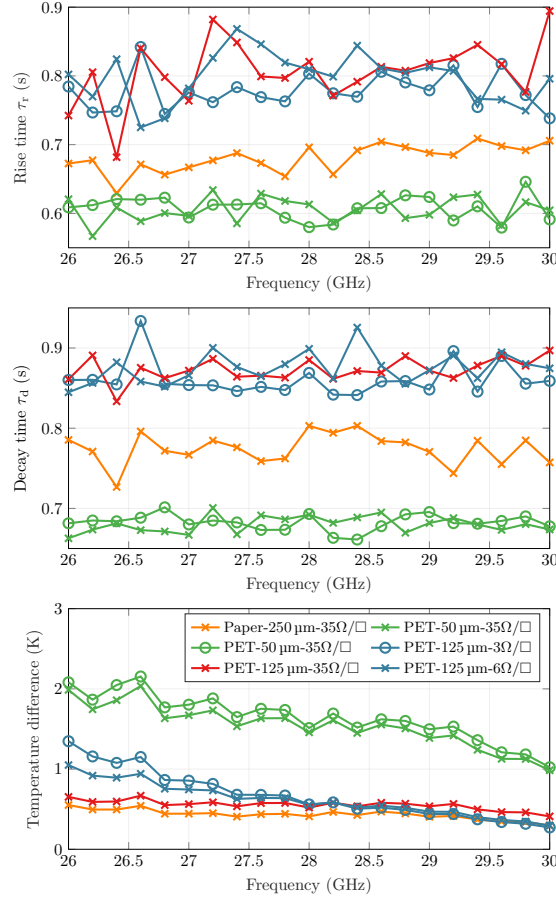 0.9
0.8
0.7
0.6
Rise time τr (s)
26 26.5 27 27.5 28 28.5 29 29.5 30
Frequency (GHz)
0.9
0.8
0.7
Decay time τd (s)
26 26.5 27 27.5 28 28.5 29 29.5 30
Frequency (GHz)
3
2
1
0
Temperature difference (K)
Paper-250 µm-35Ω/□ PET-50 µm-35Ω/□
PET-50 µm-35Ω/□ PET-125 µm-3Ω/□
PET-125 µm-35Ω/□ PET-125 µm-6Ω/□
26 26.5 27 27.5 28 28.5 29 29.5 30
Frequency (GHz)